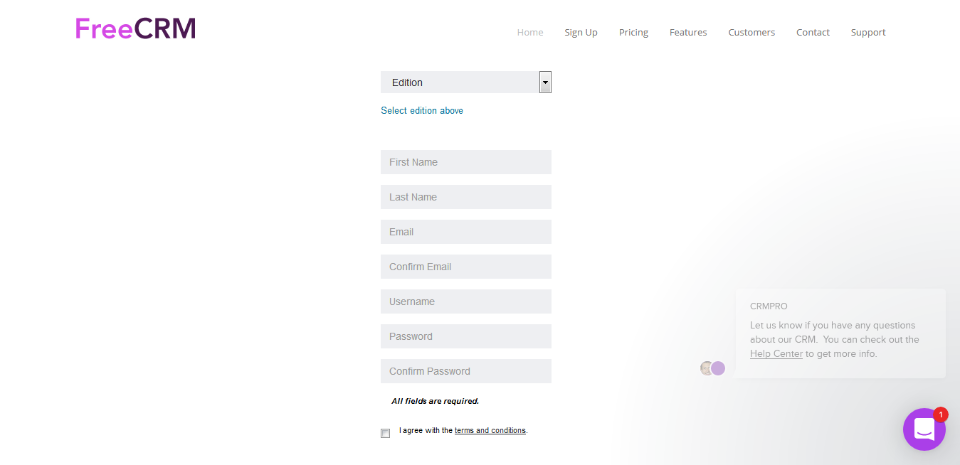 FreeCRM
Home Sign Up Pricing Features Customers Contact Support
Edition
Select edition above
First Name
Last Name
Email
Confirm Email
Username
Password
Confirm Password
All fields are required.
I agree with the terms and conditions.
CRMPRO
Let us know if you have any questions
about our CRM. You can check out the
Help Center to get more info.
1